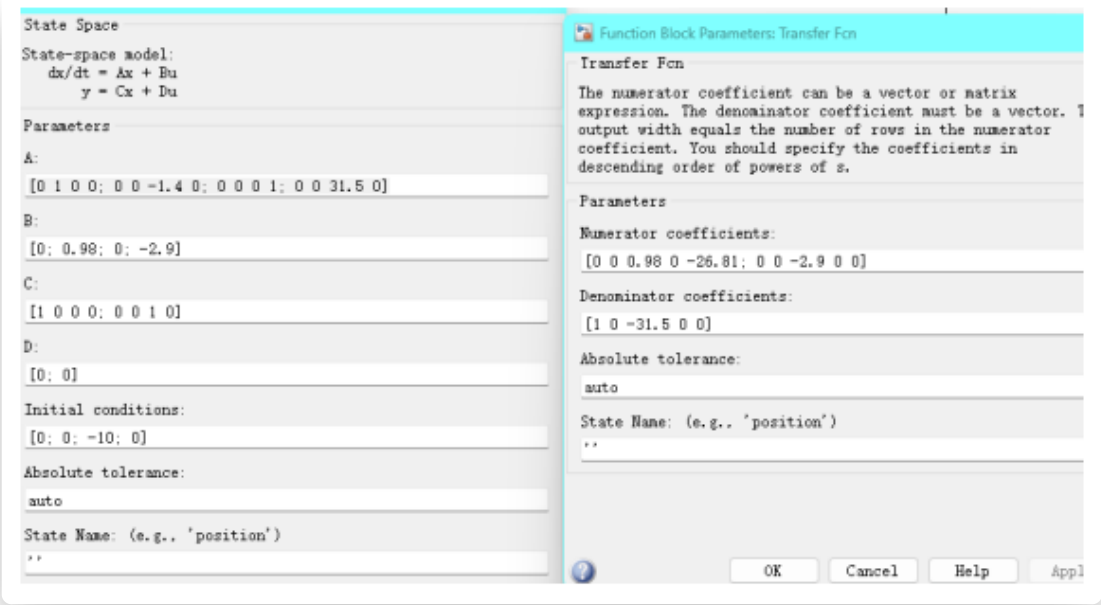 State Space
State-space model:
dx/dt = Ax + Bu
y = Cx + Du
Parameters
A:
[0 1 0 0; 0 0 -1.4 0; 0 0 0 1; 0 0 31.5 0]
B:
[0; 0.98; 0; -2.9]
C:
[1 0 0 0; 0 0 1 0]
D:
[0; 0]
Initial conditions:
[0; 0; -10; 0]
Absolute tolerance:
auto
State Name: (e.g., 'position')
''
Function Block Parameters: Transfer Fcn
Transfer Fcn
The numerator coefficient can be a vector or matrix
expression. The denominator coefficient must be a vector.
output width equals the number of rows in the numerator
coefficient. You should specify the coefficients in
descending order of powers of s.
Parameters
Numerator coefficients:
[0 0 0.98 0 -26.81; 0 0 -2.9 0 0]
Denominator coefficients:
[1 0 -31.5 0 0]
Absolute tolerance:
auto
State Name: (e.g., 'position')
''
OK Cancel Help Appl